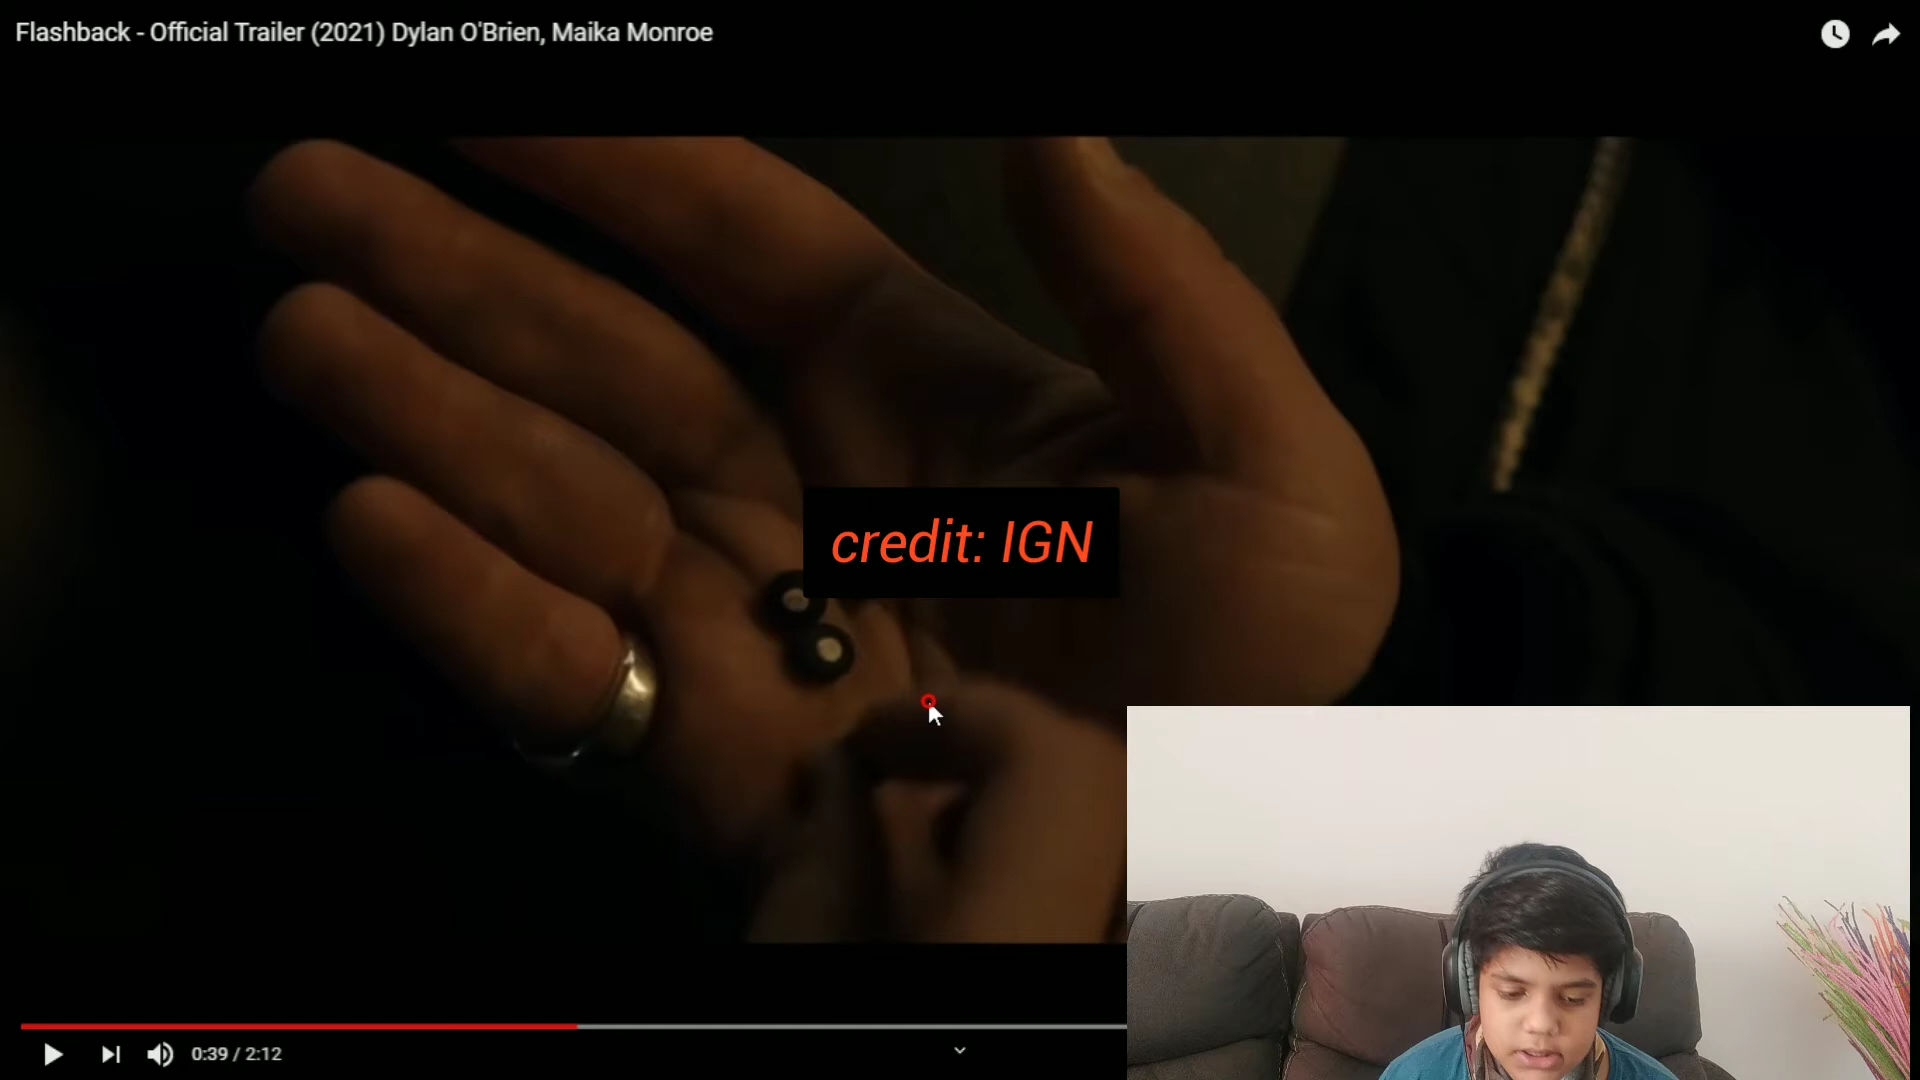 Flashback - Official Trailer (2021) Dylan O'Brien, Maika Monroe
credit: IGN
0:39 / 2:12